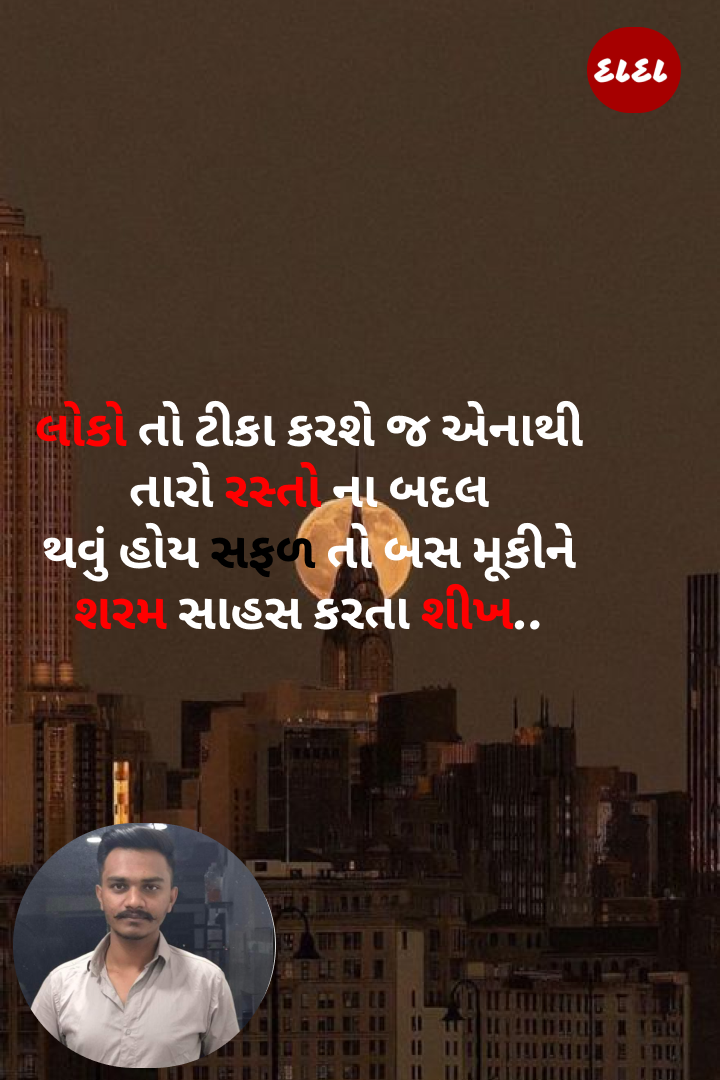 દાદા
લોકો તો ટીકા કરશે જ એનાથી
તારો રસ્તો ના બદલ
થવું હોય સફળ તો બસ મૂકીને
શરમ સાહસ કરતા શીખ..